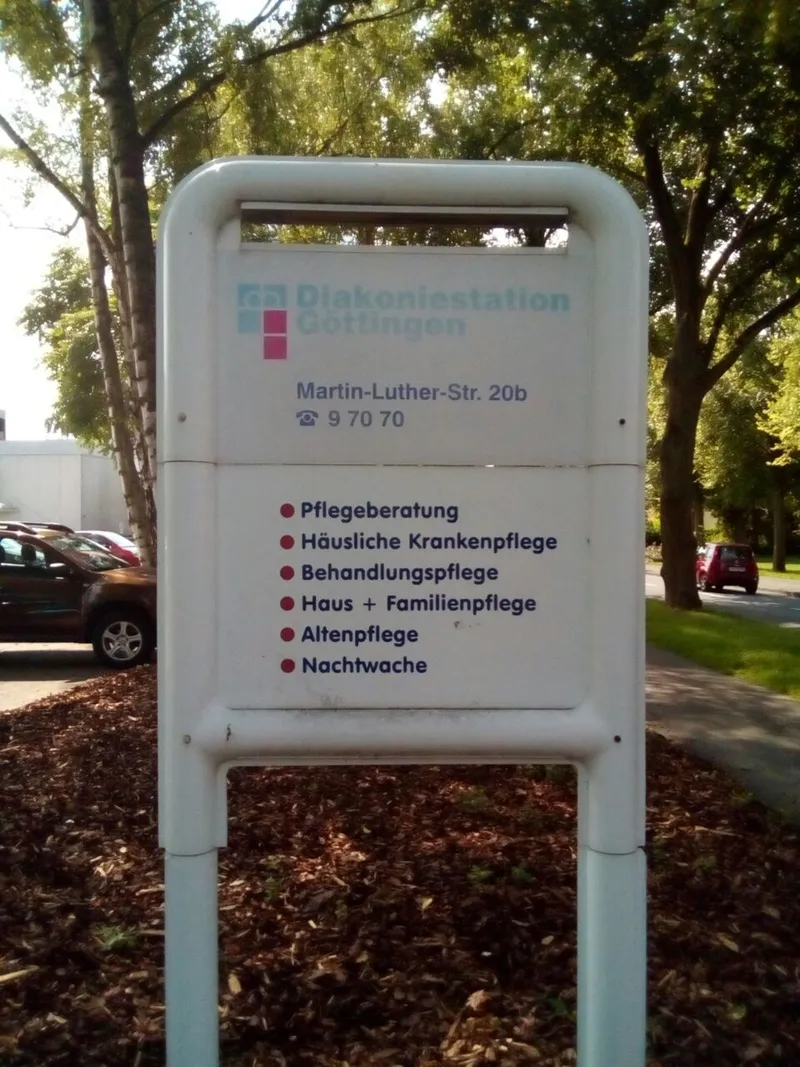 Diakoniestation
Göttingen
Martin-Luther-Str. 20b
☎ 9 70 70
Pflegeberatung
Häusliche Krankenpflege
Behandlungspflege
Haus + Familienpflege
Altenpflege
Nachtwache